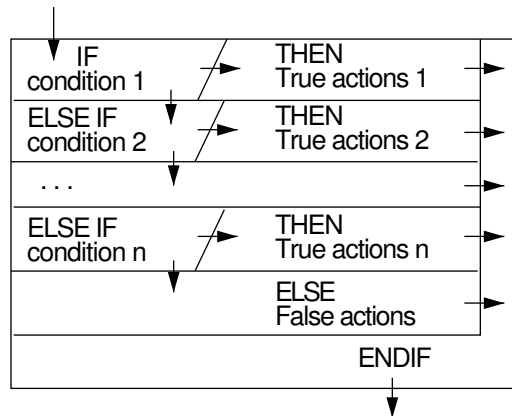 IF
condition 1
THEN
True actions 1
ELSE IF
condition 2
THEN
True actions 2
. . .
ELSE IF
condition n
THEN
True actions n
ELSE
False actions
ENDIF